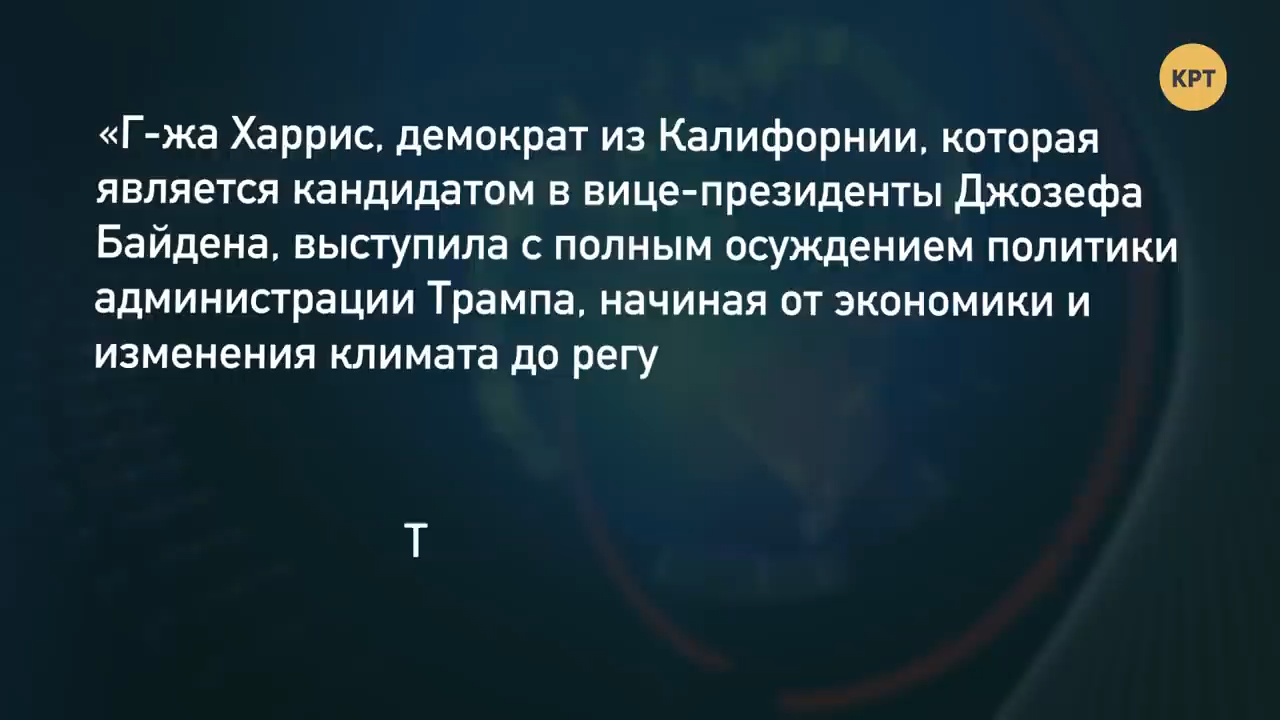 КРТ
«Г-жа Харрис, демократ из Калифорнии, которая
является кандидатом в вице-президенты Джозефа
Байдена, выступила с полным осуждением политики
администрации Трампа, начиная от экономики и
изменения климата до регу
Т